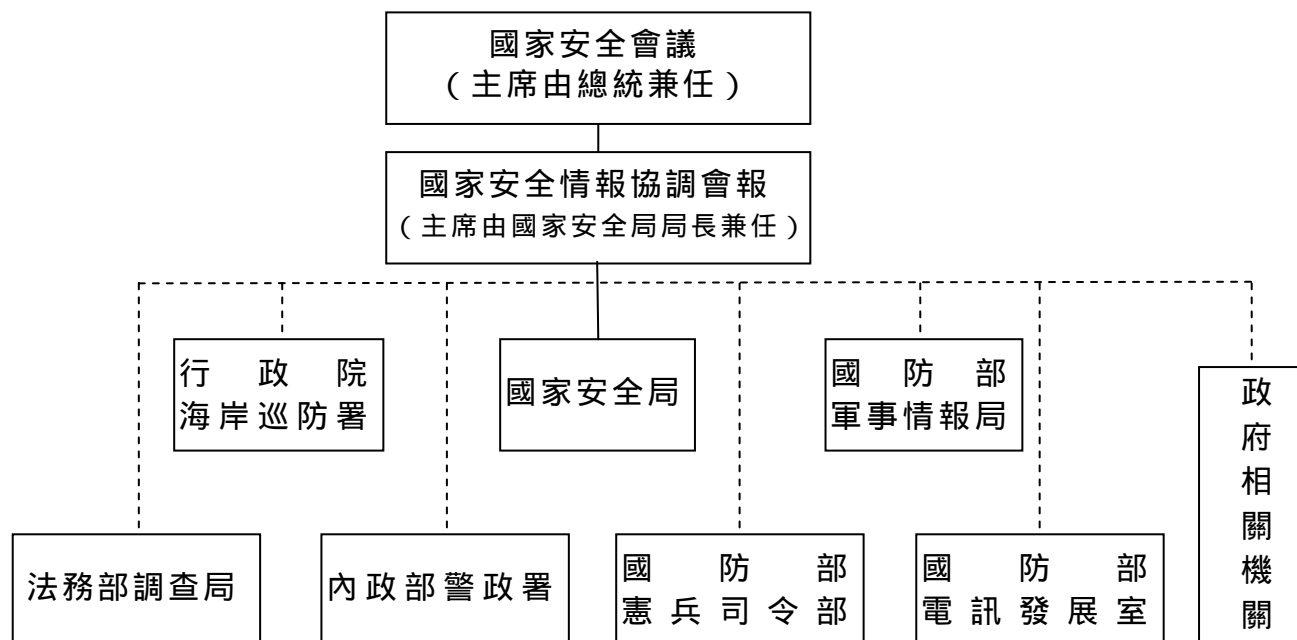 國家安全會議
（主席由總統兼任）
國家安全情報協調會報
（主席由國家安全局局長兼任）
行政院
海岸巡防署
國家安全局
國防部
軍事情報局
政府相關機關
法務部調查局
內政部警政署
國防部
憲兵司令部
國防部
電訊發展室